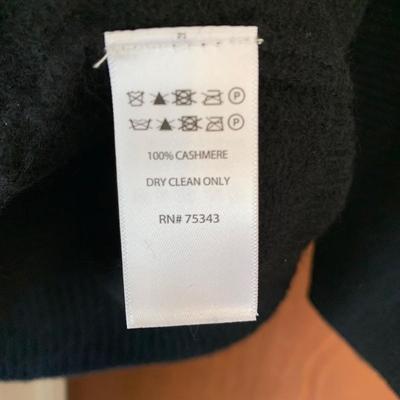 P
P
100% CASHMERE
DRY CLEAN ONLY
RN# 75343